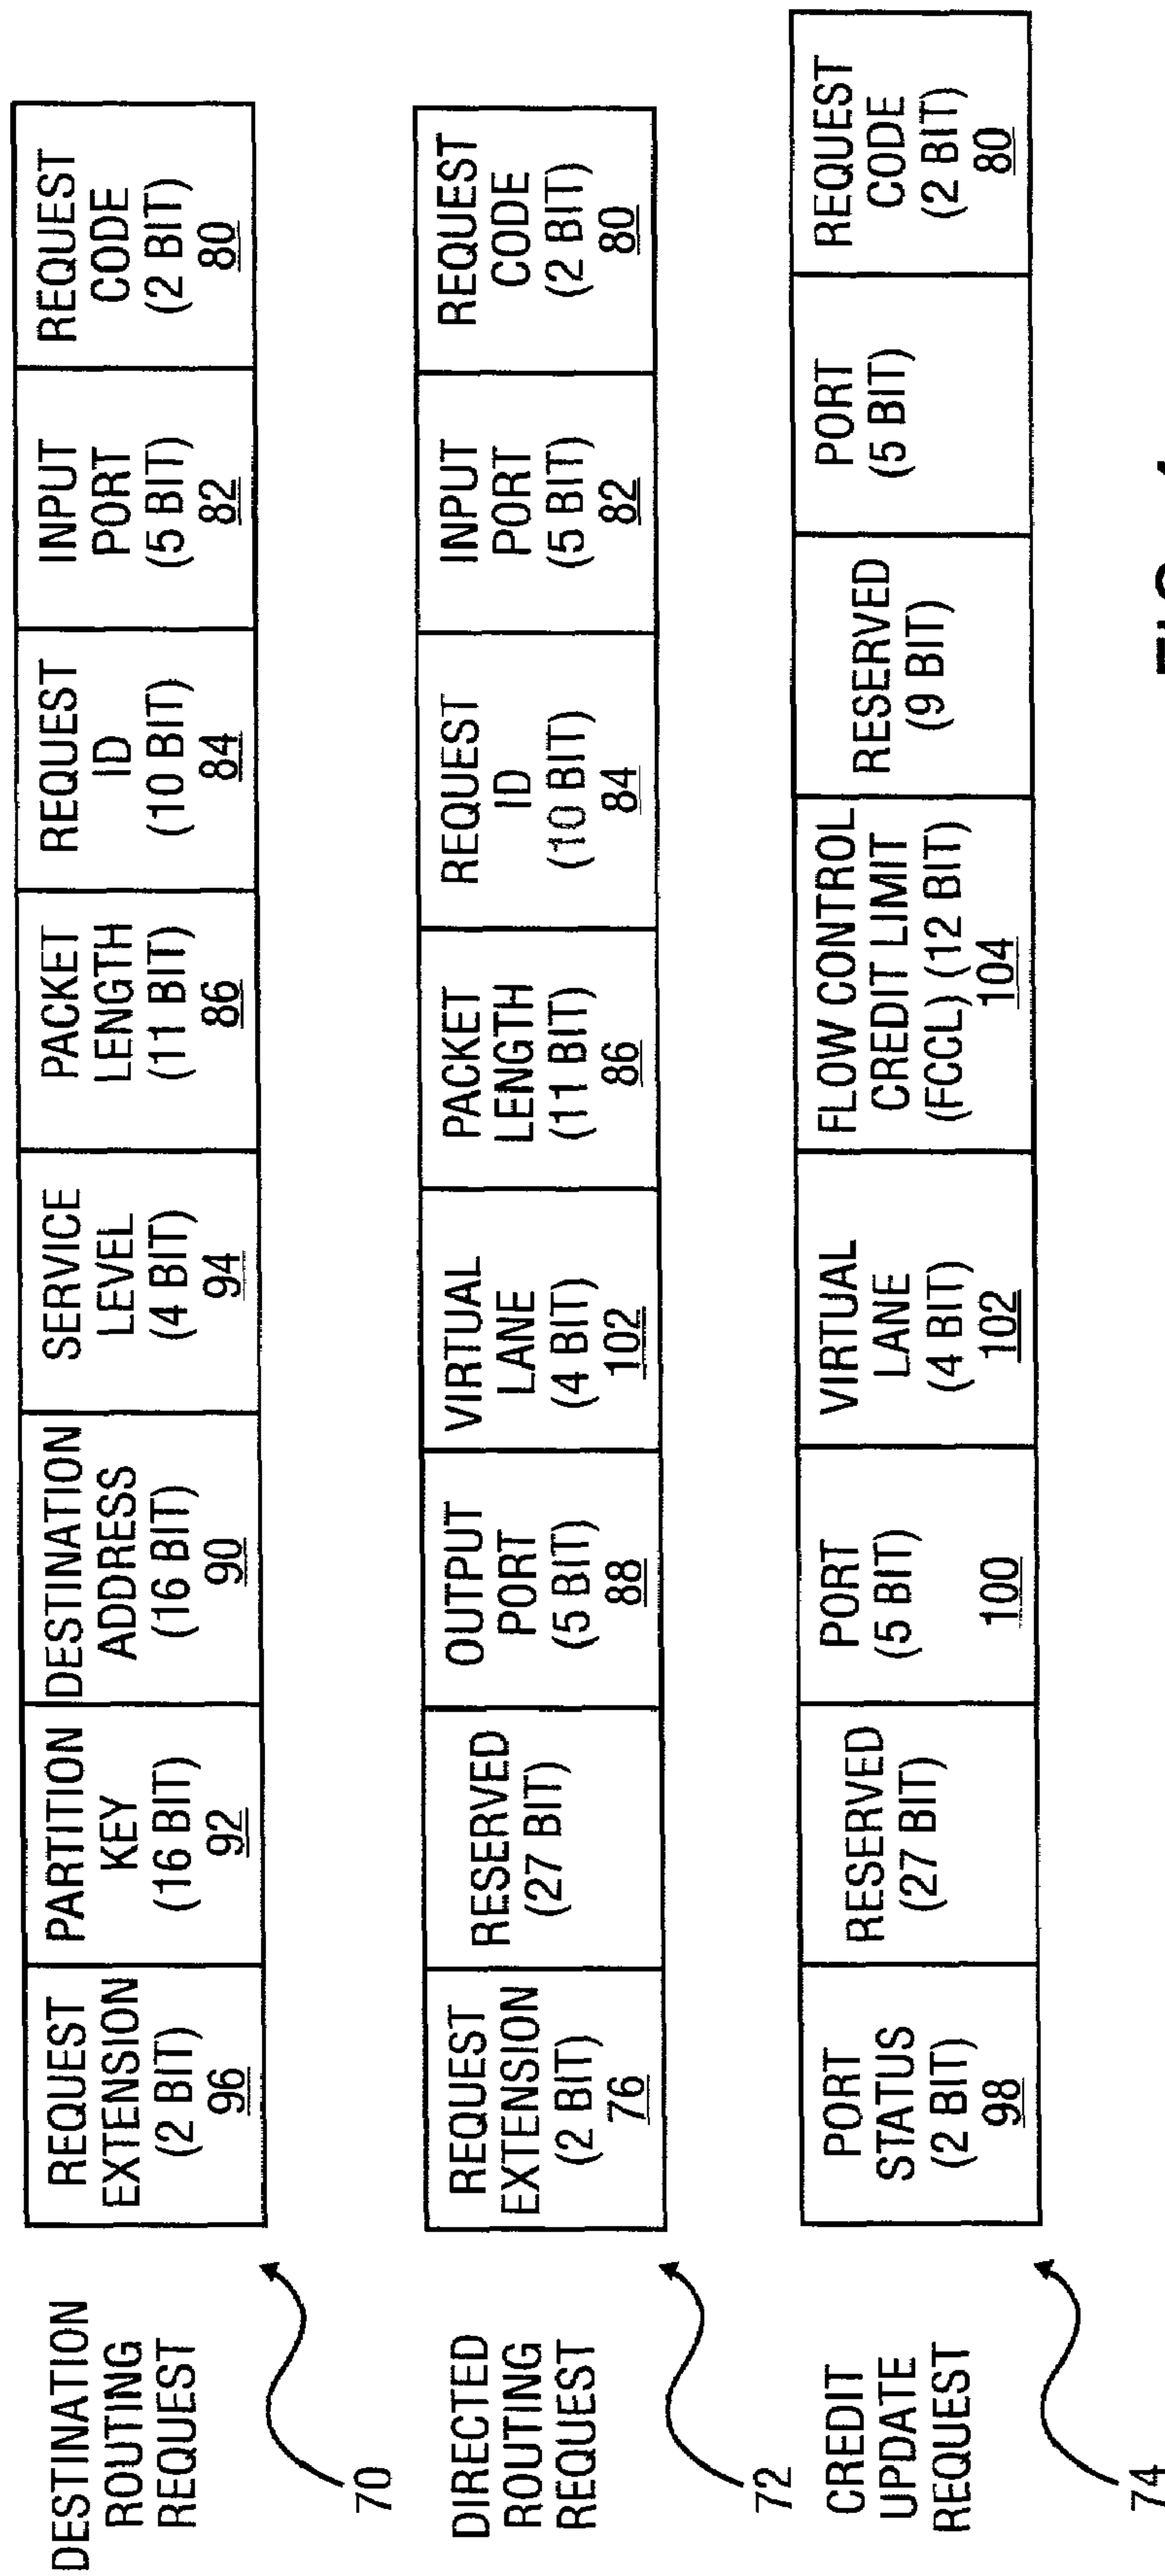 DESTINATION
ROUTING
REQUEST
70
REQUEST
EXTENSION
(2 BIT)
96
PARTITION
KEY
(16 BIT)
92
DESTINATION
ADDRESS
(16 BIT)
90
SERVICE
LEVEL
(4 BIT)
94
PACKET
LENGTH
(11 BIT)
86
REQUEST
ID
(10 BIT)
84
INPUT
PORT
(5 BIT)
82
REQUEST
CODE
(2 BIT)
80
DIRECTED
ROUTING
REQUEST
72
REQUEST
EXTENSION
(2 BIT)
76
RESERVED
(27 BIT)
OUTPUT
PORT
(5 BIT)
88
VIRTUAL
LANE
(4 BIT)
102
PACKET
LENGTH
(11 BIT)
86
REQUEST
ID
(10 BIT)
84
INPUT
PORT
(5 BIT)
82
REQUEST
CODE
(2 BIT)
80
CREDIT
UPDATE
REQUEST
74
PORT
STATUS
(2 BIT)
98
RESERVED
(27 BIT)
PORT
(5 BIT)
100
VIRTUAL
LANE
(4 BIT)
102
FLOW CONTROL
CREDIT LIMIT
(FCCL) (12 BIT)
104
RESERVED
(9 BIT)
PORT
(5 BIT)
REQUEST
CODE
(2 BIT)
80